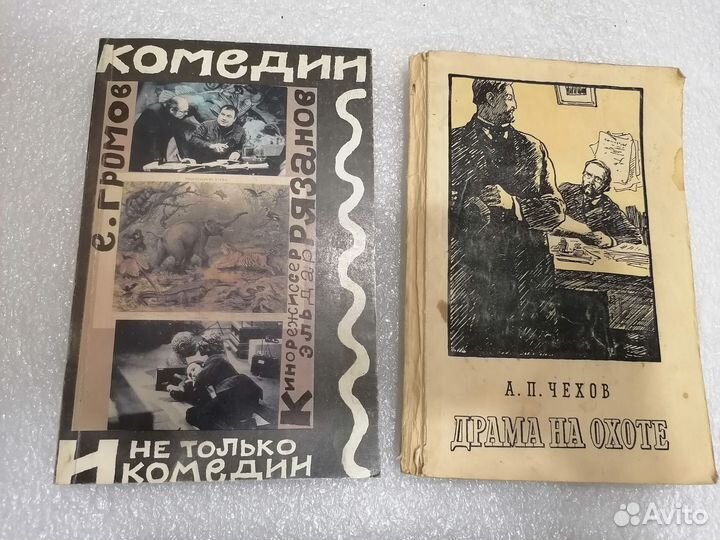 комедии
е. громов
Кинорежиссер
эльдар Рязанов
И не только
комедии
А. П. ЧЕХОВ
ДРАМА НА ОХОТЕ
Avito